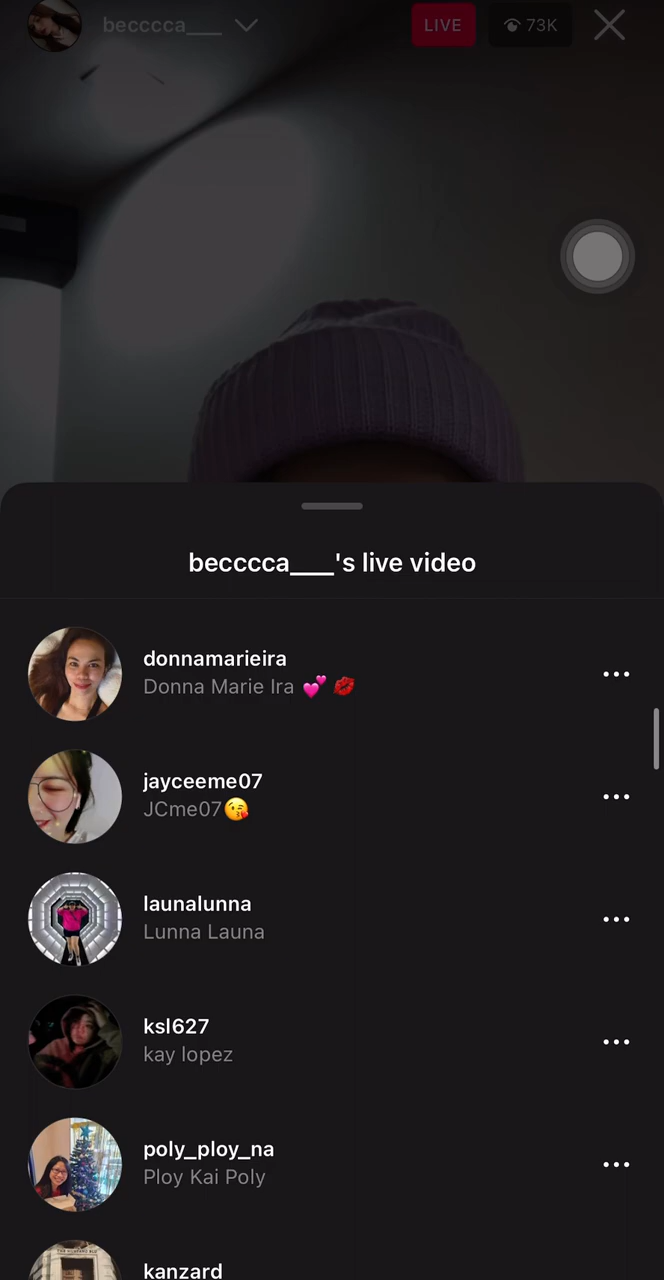 becccca___
LIVE
73K
becccca___'s live video
donnamarieira
Donna Marie Ira 💕 💋
jayceeme07
JCme07😘
launalunna
Lunna Launa
ksl627
kay lopez
poly_ploy_na
Ploy Kai Poly
kanzard